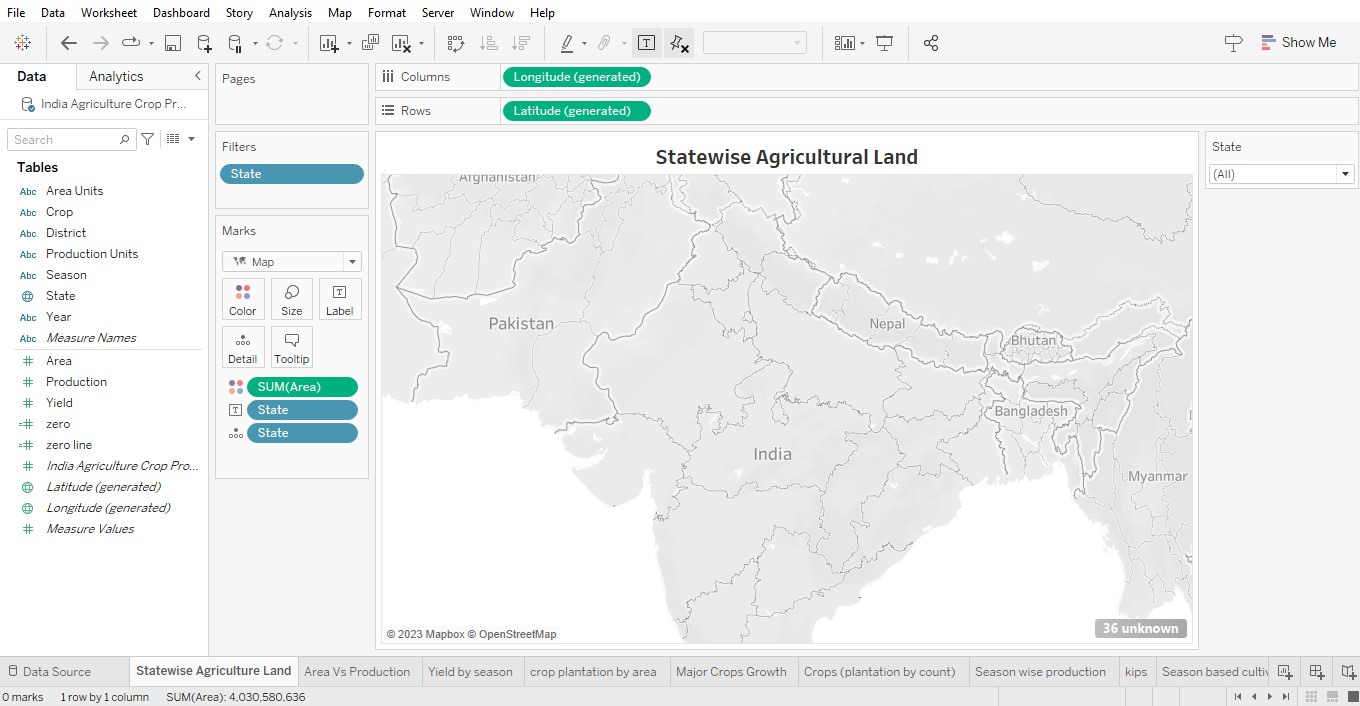 File Data Worksheet Dashboard Story Analysis Map Format Server Window Help
T
Show Me
Data Analytics
India Agriculture Crop Pr...
Search
Tables
Abc Area Units
Abc Crop
Abc District
Abc Production Units
Abc Season
State
Abc Year
Abc Measure Names
# Area
# Production
# Yield
=# zero
=# zero line
# India Agriculture Crop Pro...
Latitude (generated)
Longitude (generated)
# Measure Values
Pages
Filters
State
Marks
Map
Color Size Label
Detail Tooltip
SUM(Area)
T State
State
Columns Longitude (generated)
Rows Latitude (generated)
Statewise Agricultural Land
Afghanistan
Pakistan
Nepal
Bhutan
Bangladesh
India
Myanmar
© 2023 Mapbox © OpenStreetMap
36 unknown
State
(All)
Data Source Statewise Agriculture Land Area Vs Production Yield by season crop plantation by area Major Crops Growth Crops (plantation by count) Season wise production kips Season based cultiv
0 marks 1 row by 1 column SUM(Area): 4,030,580,636